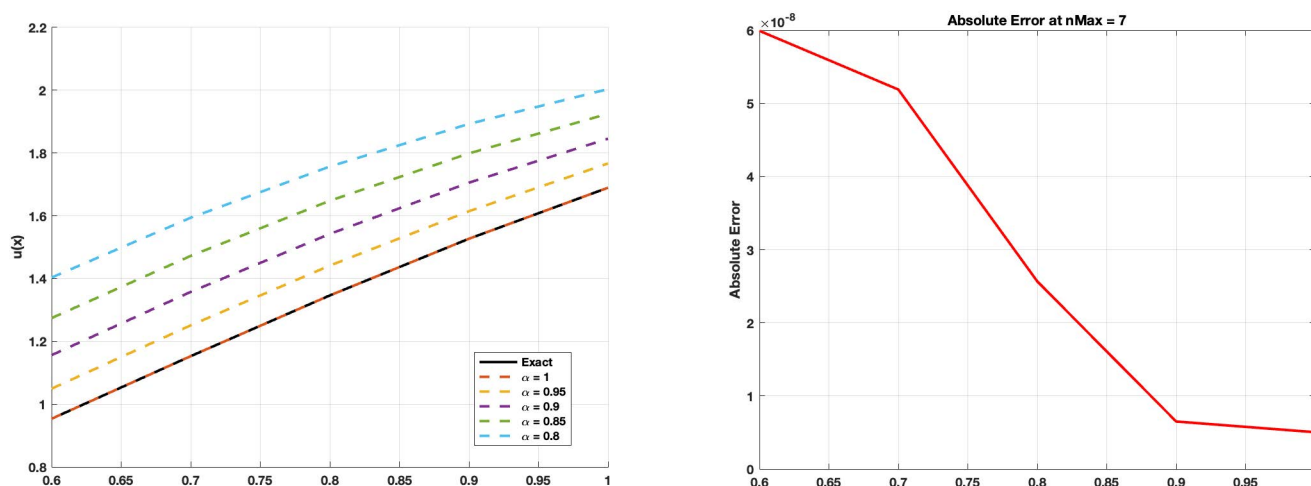 2.2
2
1.8
1.6
1.4
1.2
1
0.8
u(x)
0.6 0.65 0.7 0.75 0.8 0.85 0.9 0.95 1
Exact
α = 1
α = 0.95
α = 0.9
α = 0.85
α = 0.8
Absolute Error at nMax = 7
×10⁻⁸
6
5
4
3
2
1
0
Absolute Error
0.6 0.65 0.7 0.75 0.8 0.85 0.9 0.95